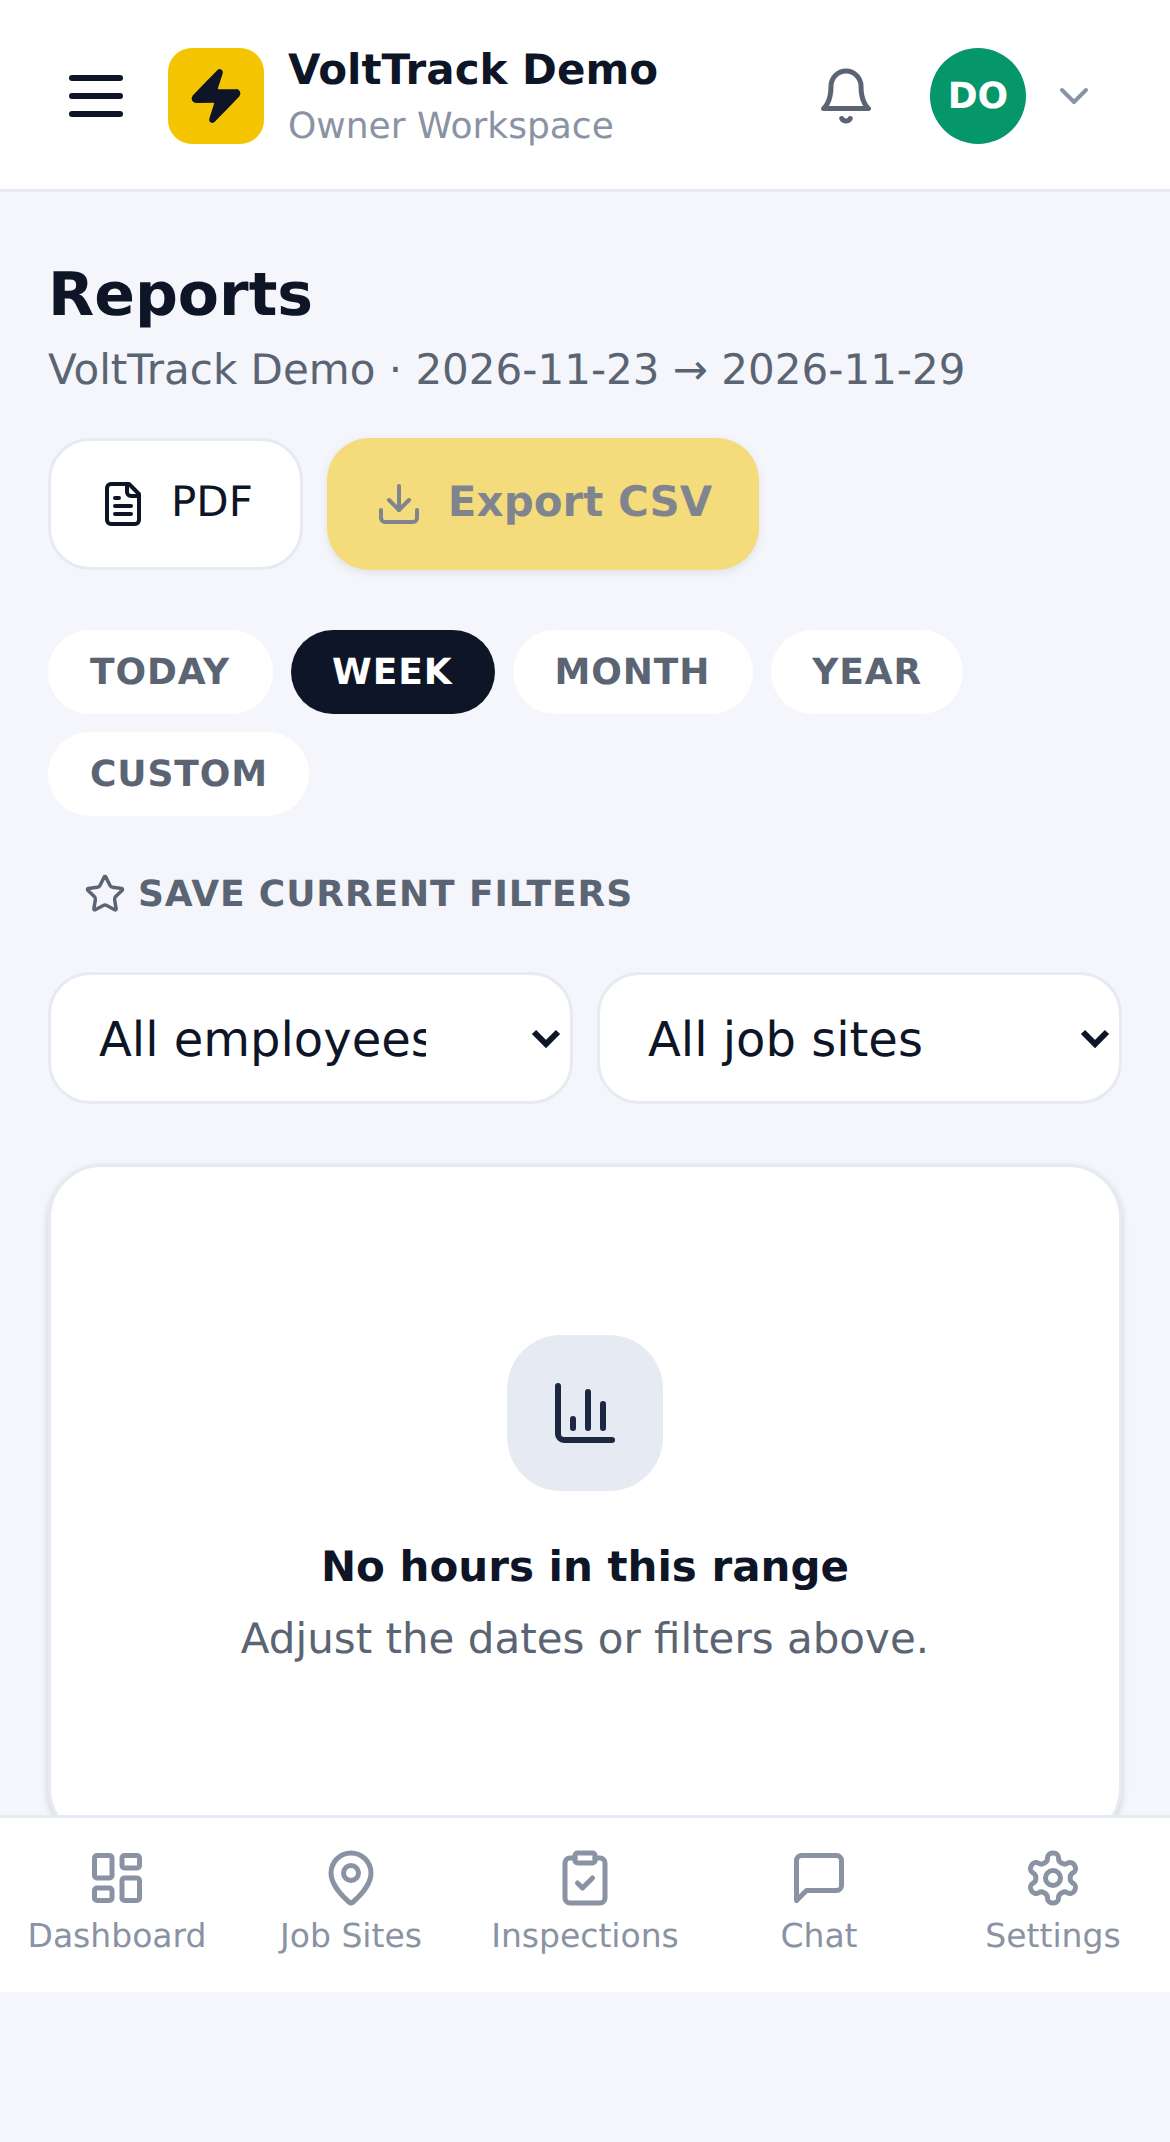 VoltTrack Demo
Owner Workspace
DO
Reports
VoltTrack Demo · 2026-11-23 → 2026-11-29
PDF
Export CSV
TODAY
WEEK
MONTH
YEAR
CUSTOM
SAVE CURRENT FILTERS
All employees
All job sites
No hours in this range
Adjust the dates or filters above.
Dashboard
Job Sites
Inspections
Chat
Settings